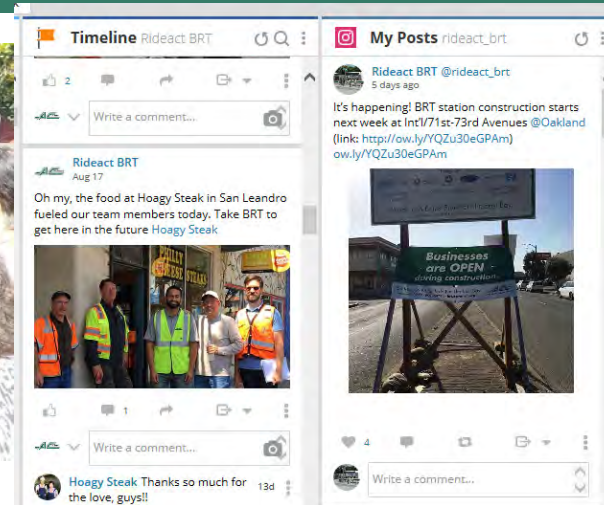 Timeline Rideact BRT
2
Write a comment...
Rideact BRT
Aug 17
Oh my, the food at Hoagy Steak in San Leandro
fueled our team members today. Take BRT to
get here in the future Hoagy Steak
PHILLY
CHEESE STEAKS
1
Write a comment...
Hoagy Steak Thanks so much for
the love, guys!!
13d
My Posts rideact_brt
Rideact BRT @rideact_brt
5 days ago
It's happening! BRT station construction starts
next week at Int'l/71st-73rd Avenues @Oakland
(link: http://ow.ly/YQZu30eGPAm)
ow.ly/YQZu30eGPAm
Businesses
are OPEN
during construction
4
Write a comment...